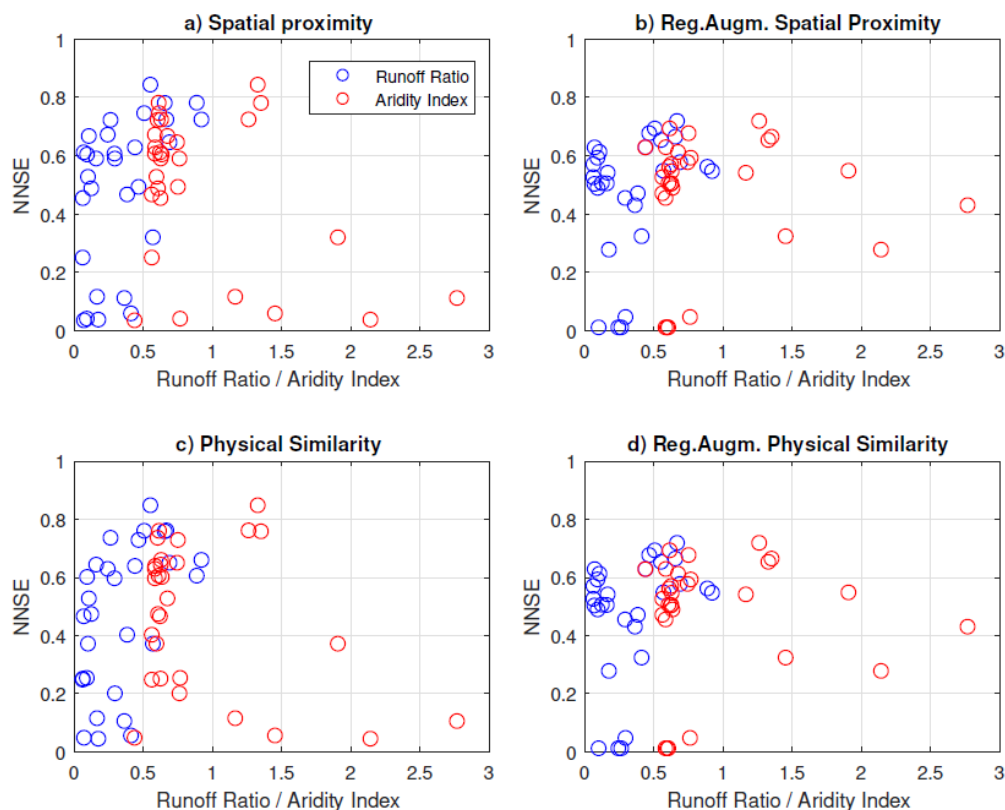 a) Spatial proximity
1
0.8
0.6
0.4
0.2
0
NNSE
0 0.5 1 1.5 2 2.5 3
Runoff Ratio / Aridity Index
Runoff Ratio
Aridity Index
b) Reg.Augm. Spatial Proximity
1
0.8
0.6
0.4
0.2
0
NNSE
0 0.5 1 1.5 2 2.5 3
Runoff Ratio / Aridity Index
c) Physical Similarity
1
0.8
0.6
0.4
0.2
0
NNSE
0 0.5 1 1.5 2 2.5 3
Runoff Ratio / Aridity Index
d) Reg.Augm. Physical Similarity
1
0.8
0.6
0.4
0.2
0
NNSE
0 0.5 1 1.5 2 2.5 3
Runoff Ratio / Aridity Index